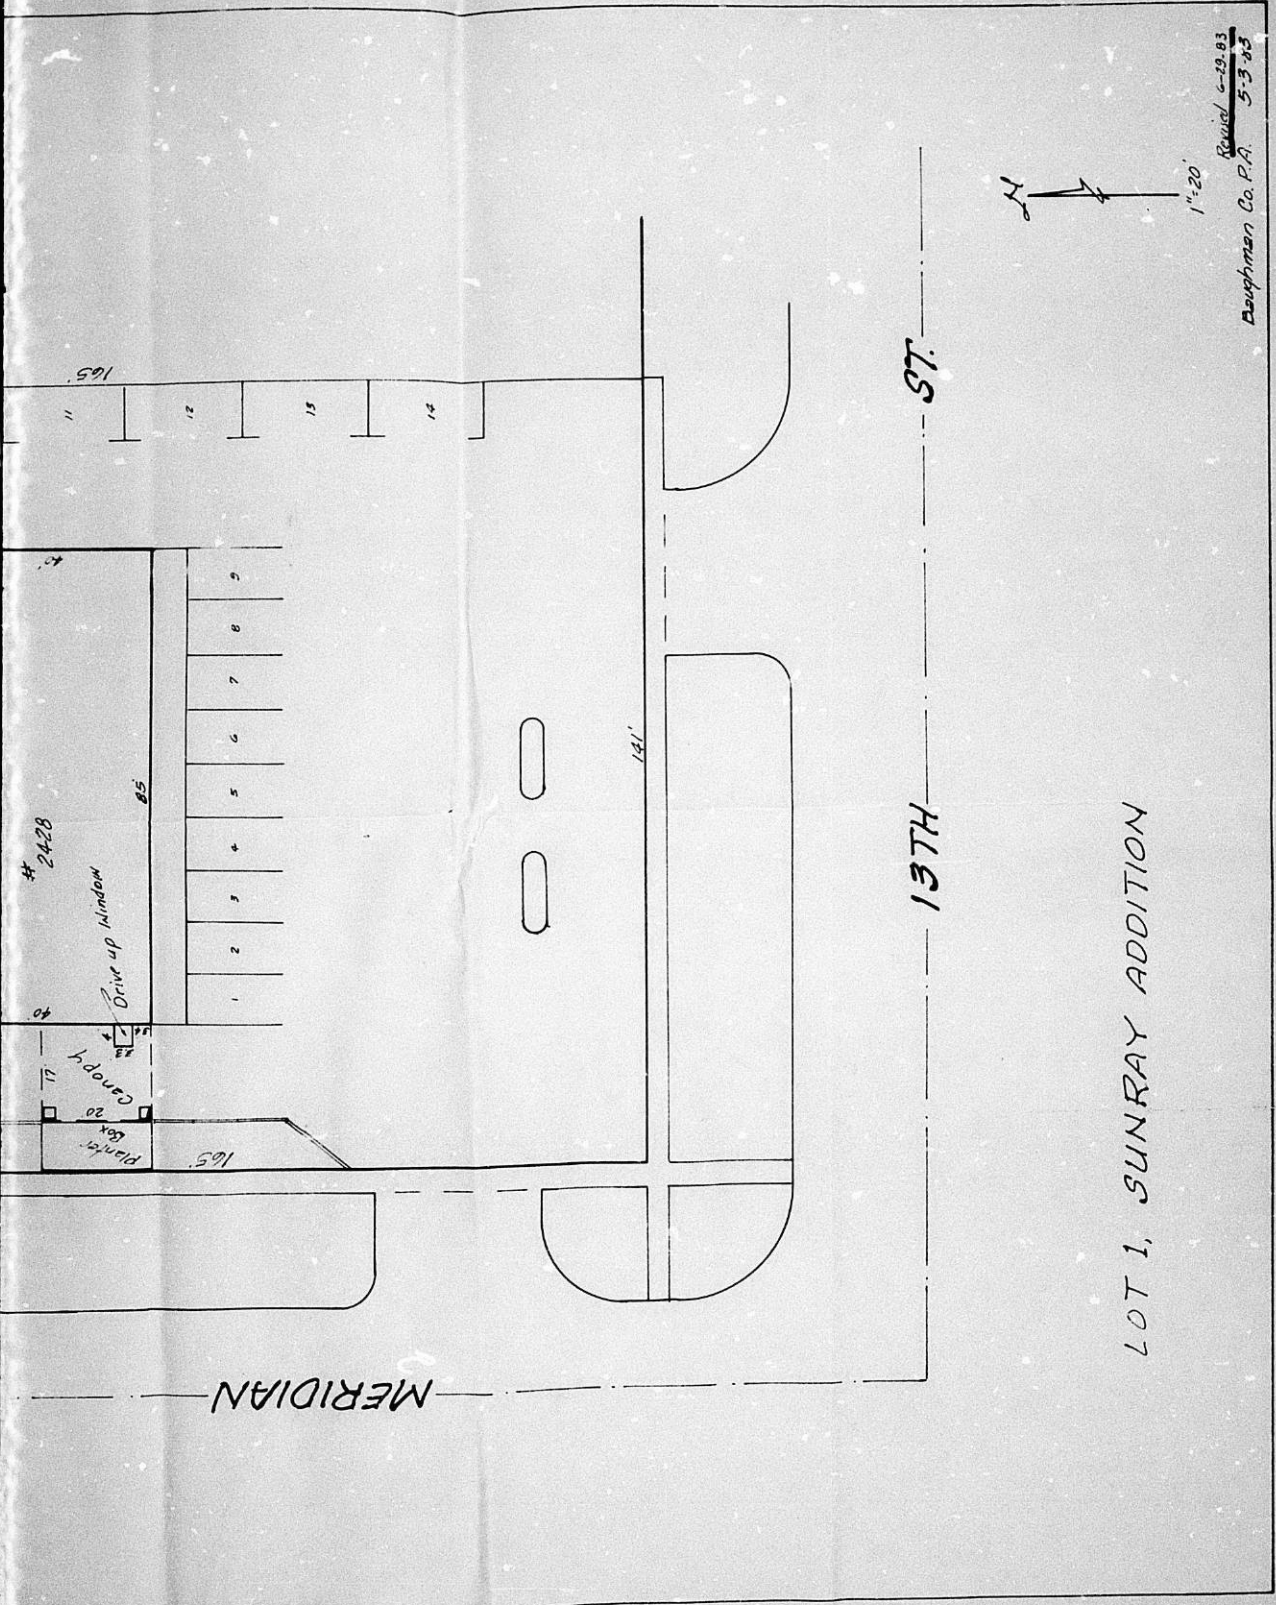 #
2428
Drive up Window
40'
40'
85'
17'
Canopy
20'
Planter
Box
165'
165'
141'
1
2
3
4
5
6
7
8
9
11
12
13
14
MERIDIAN
13TH ST.
LOT 1, SUNRAY ADDITION
N
1"=20'
Revised 6-29-83
Baughman Co. P.A. 5-3-83